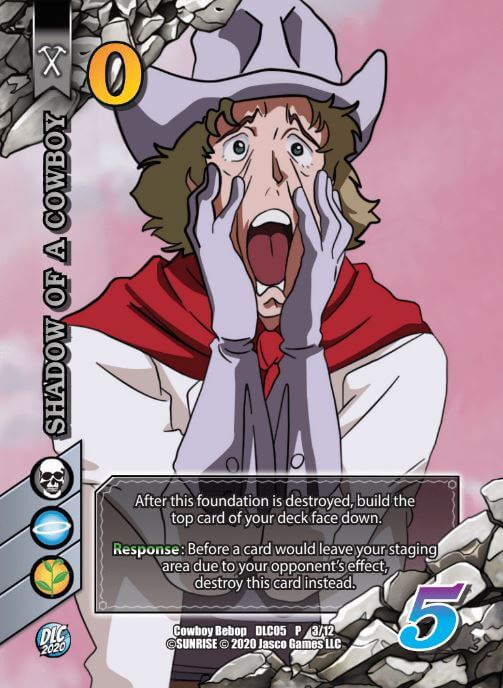 0
SHADOW OF A COWBOY
After this foundation is destroyed, build the
top card of your deck face down.
Response: Before a card would leave your staging
area due to your opponent's effect,
destroy this card instead.
5
DLC
2020
Cowboy Bebop DLC05 P 3/12
©SUNRISE © 2020 Jasco Games LLC